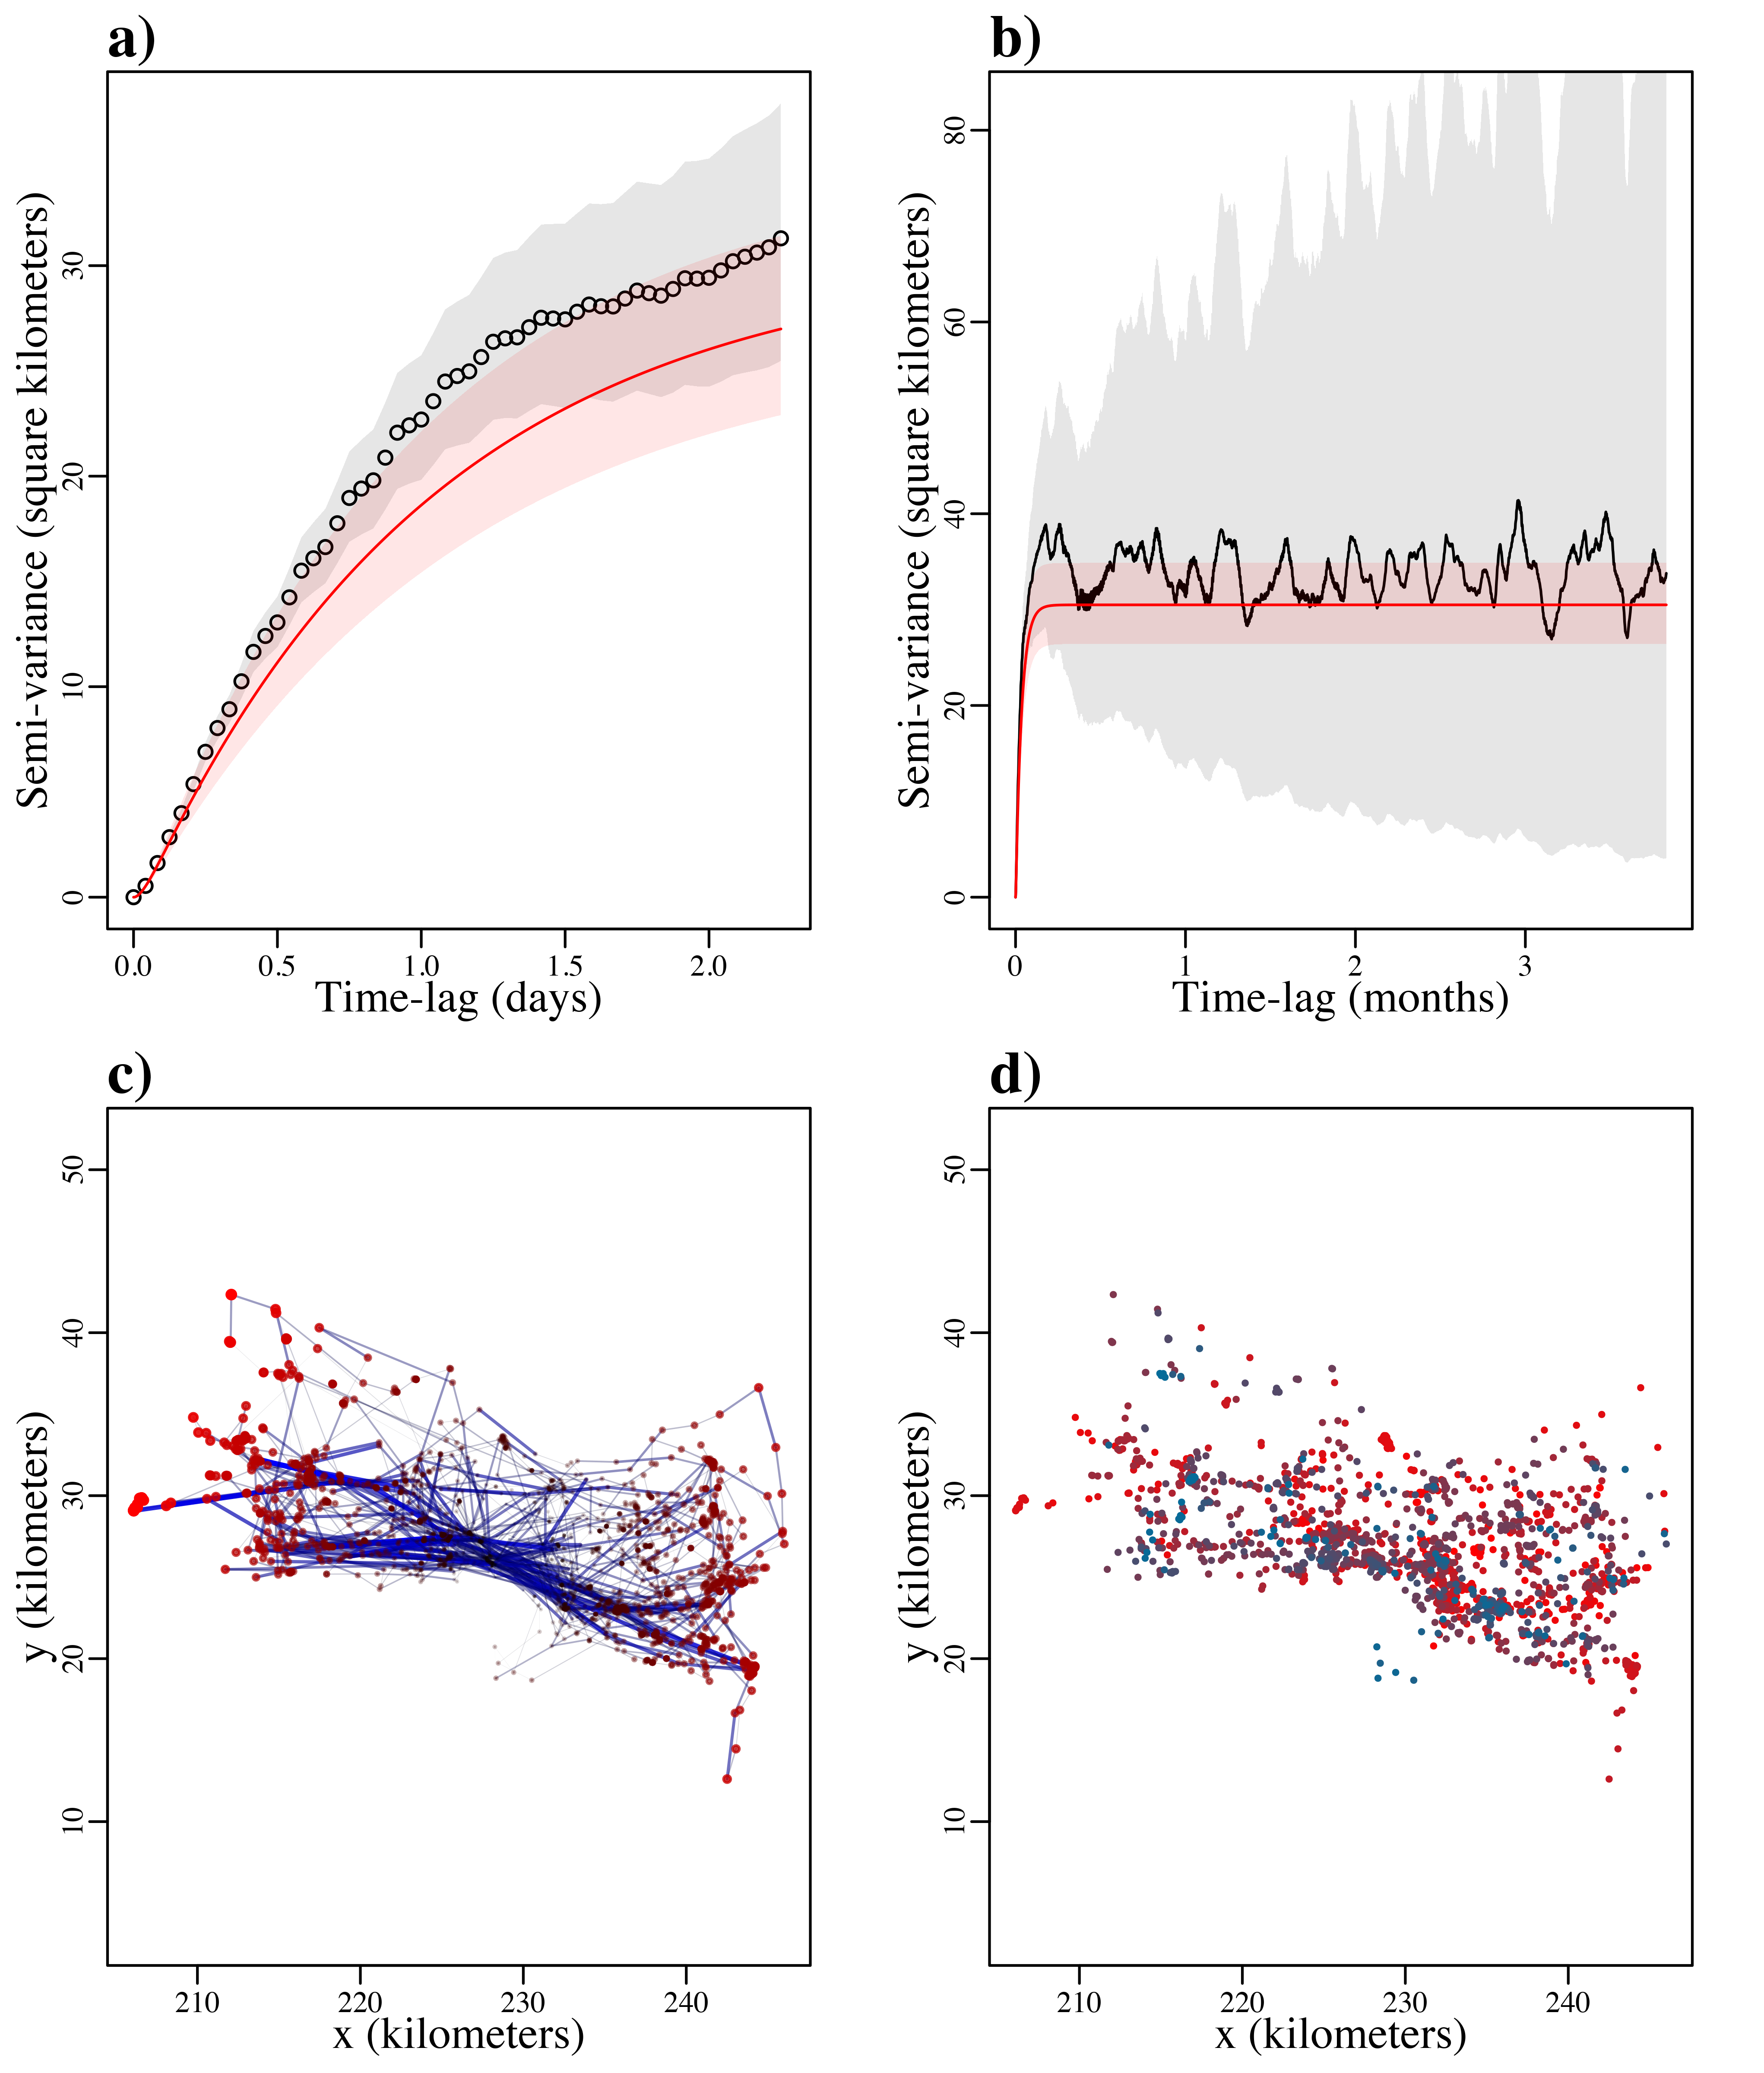 a)
Semi-variance (square kilometers)
0 10 20 30
0.0 0.5 1.0 1.5 2.0
Time-lag (days)
b)
Semi-variance (square kilometers)
0 20 40 60 80
0 1 2 3
Time-lag (months)
c)
y (kilometers)
10 20 30 40 50
210 220 230 240
x (kilometers)
d)
y (kilometers)
10 20 30 40 50
210 220 230 240
x (kilometers)